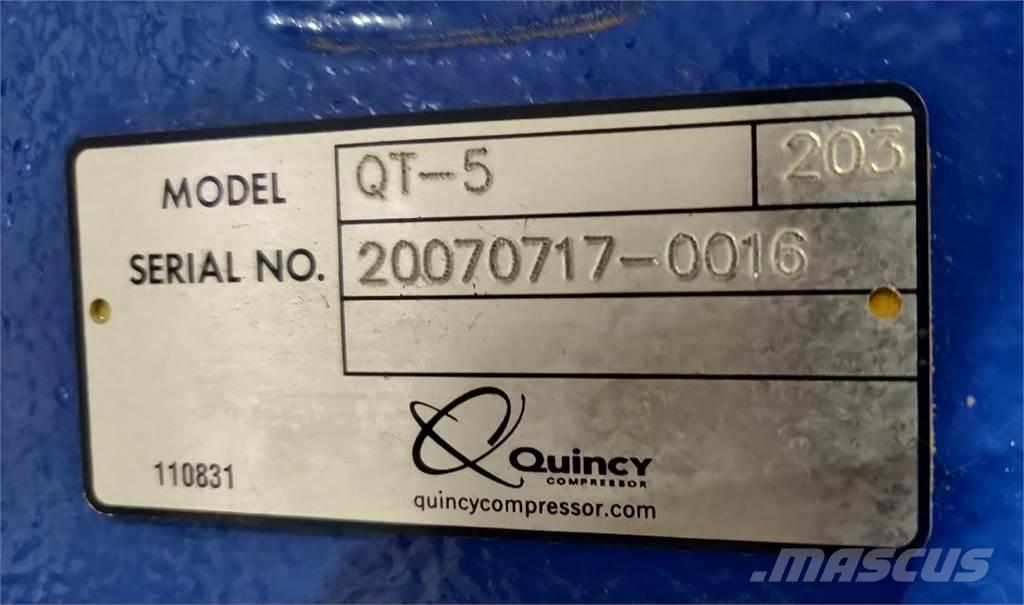 MODEL QT-5 203
SERIAL NO. 20070717-0016
Quincy
COMPRESSOR
110831
quincycompressor.com
MASCUS